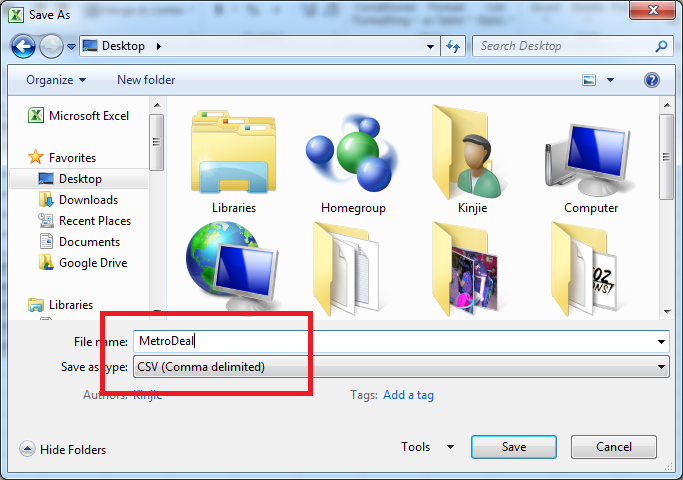 Save As
Desktop
Search Desktop
Organize
New folder
Microsoft Excel
Favorites
Desktop
Downloads
Recent Places
Documents
Google Drive
Libraries
Libraries
Homegroup
Kinjie
Computer
File name: MetroDeal
Save as type: CSV (Comma delimited)
Authors: Kinjie
Tags: Add a tag
Hide Folders
Tools
Save
Cancel